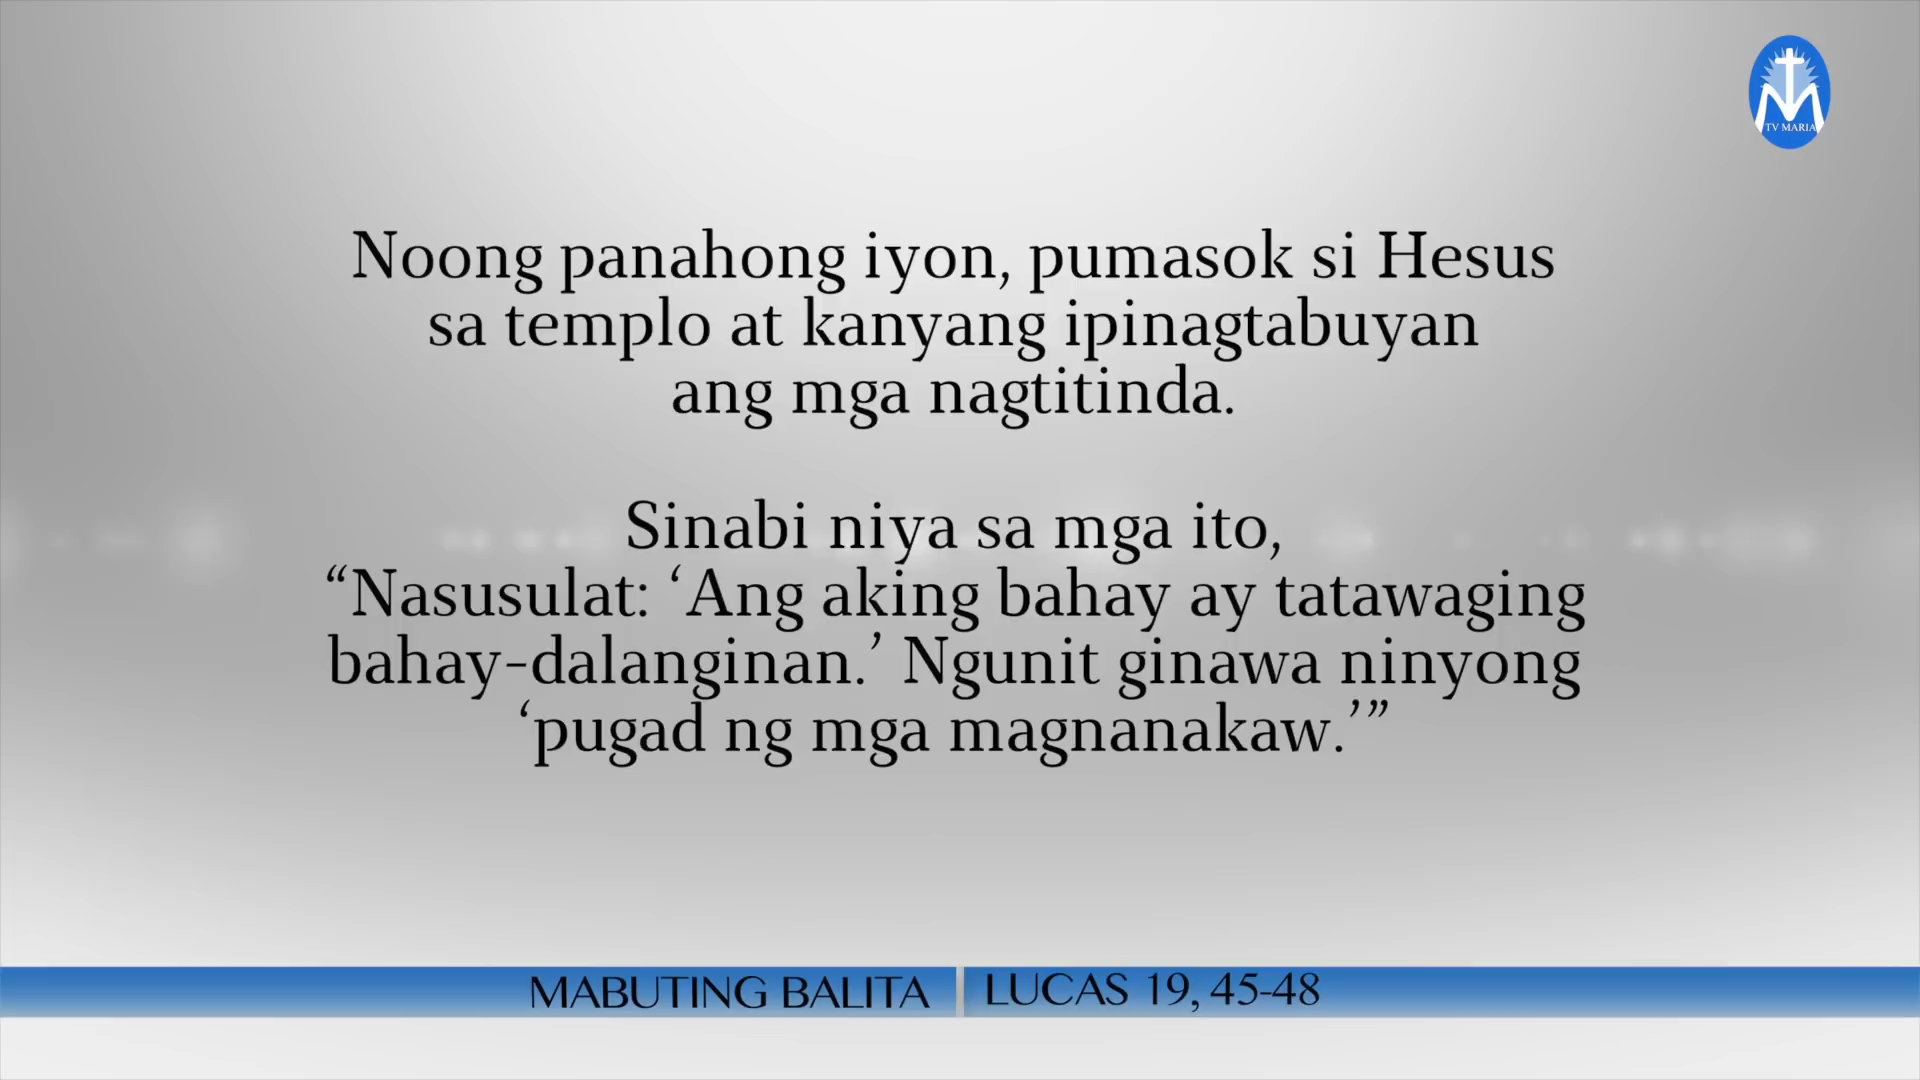 TV MARIA
Noong panahong iyon, pumasok si Hesus
sa templo at kanyang ipinagtabuyan
ang mga nagtitinda.
Sinabi niya sa mga ito,
“Nasusulat: ‘Ang aking bahay ay tatawaging
bahay-dalanginan.’ Ngunit ginawa ninyong
‘pugad ng mga magnanakaw.’”
MABUTING BALITA
LUCAS 19, 45-48